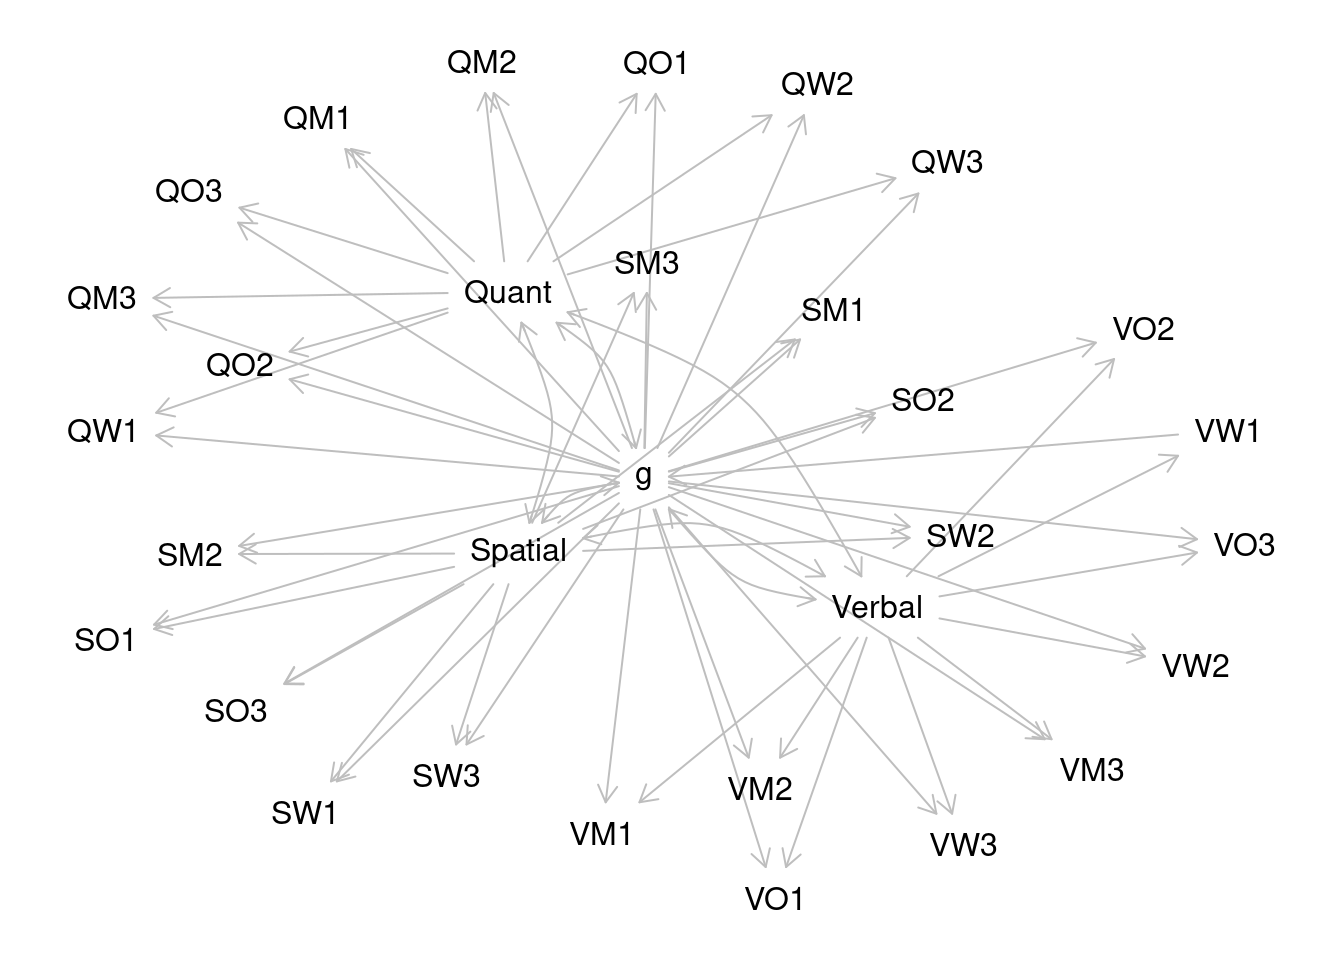 QM2
QO1
QW2
QM1
QW3
QO3
SM3
Quant
QM3
SM1
VO2
QO2
SO2
QW1
VW1
g
SW2
VO3
SM2
Spatial
Verbal
SO1
VW2
SO3
VM3
SW3
VM2
SW1
VM1
VW3
VO1